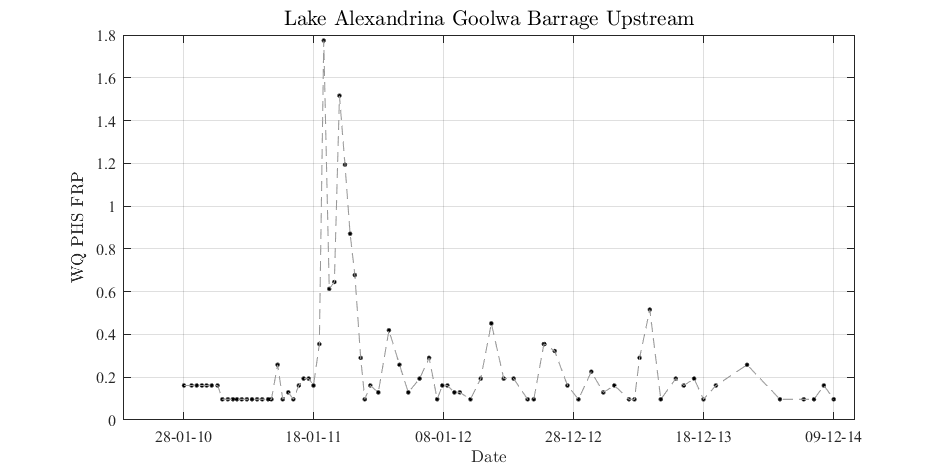 Lake Alexandrina Goolwa Barrage Upstream
WQ PHS FRP
1.8
1.6
1.4
1.2
1
0.8
0.6
0.4
0.2
0
28-01-10 18-01-11 08-01-12 28-12-12 18-12-13 09-12-14
Date